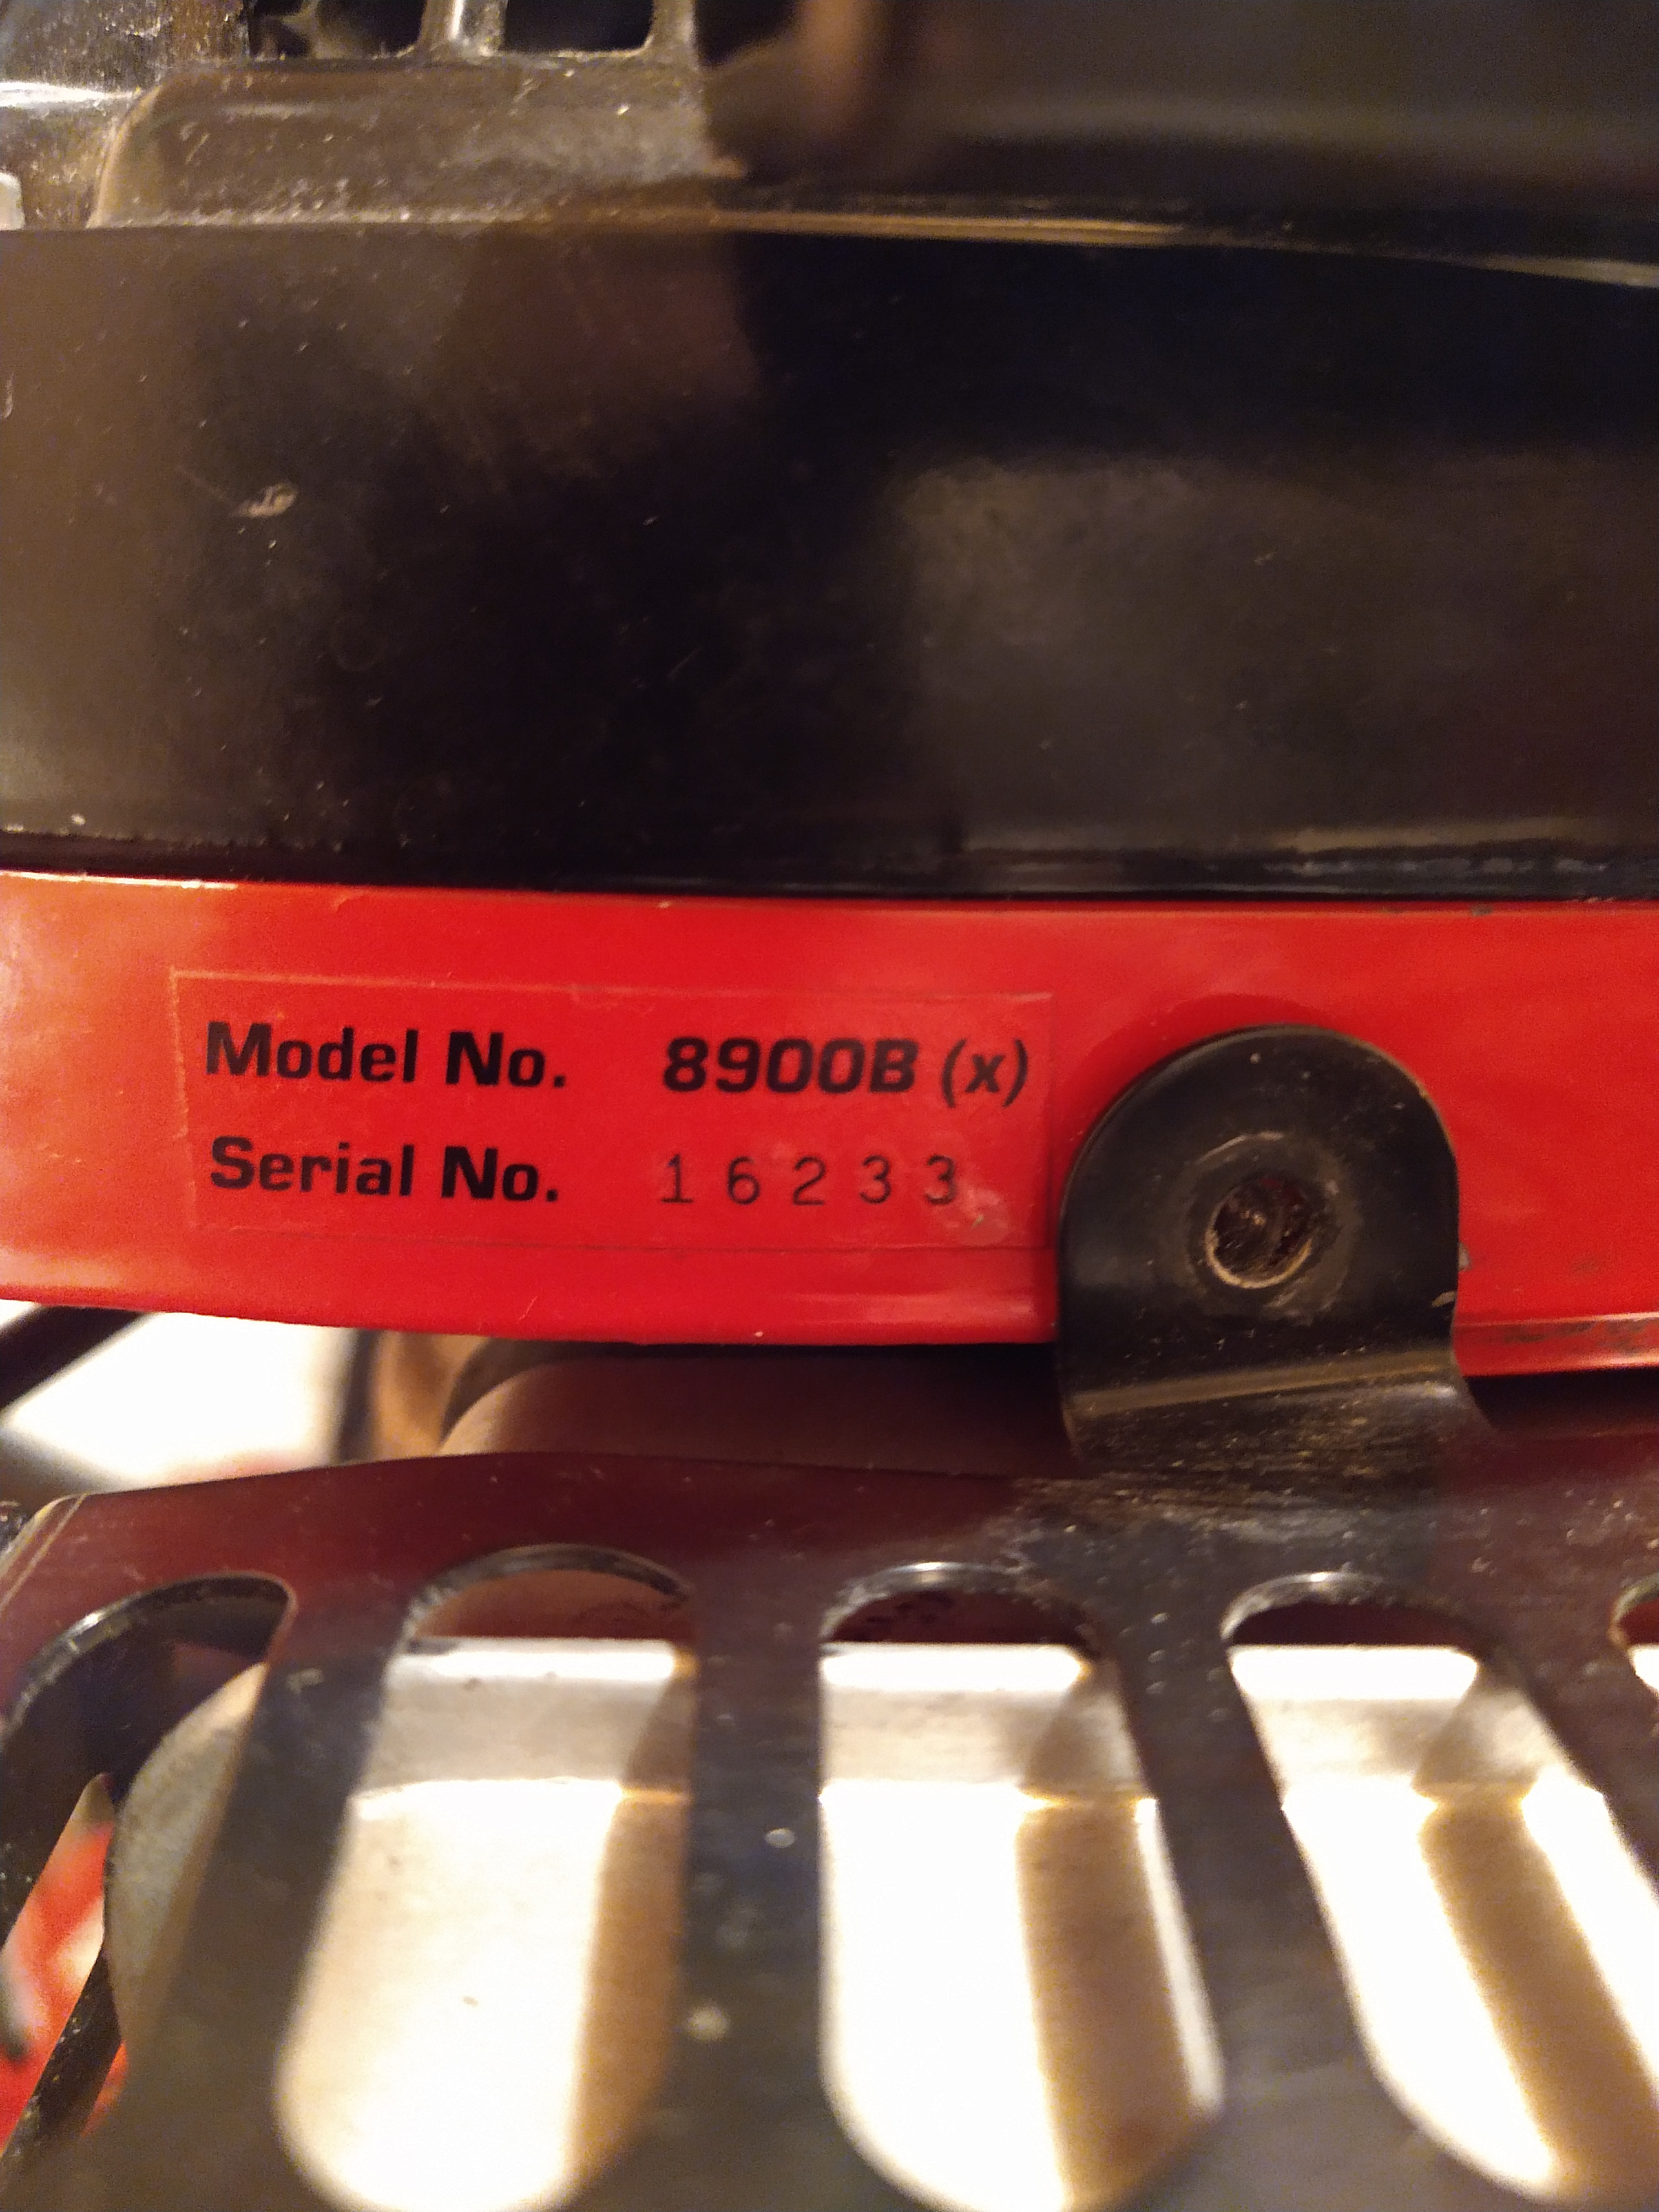 Model No. 8900B (x)
Serial No. 16233